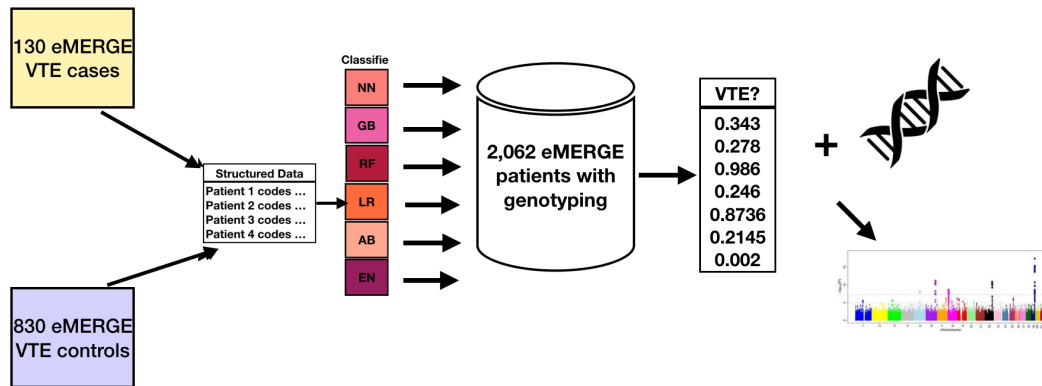 130 eMERGE
VTE cases
830 eMERGE
VTE controls
Structured Data
Patient 1 codes ...
Patient 2 codes ...
Patient 3 codes ...
Patient 4 codes ...
Classifie
NN
GB
RF
LR
AB
EN
2,062 eMERGE
patients with
genotyping
VTE?
0.343
0.278
0.986
0.246
0.8736
0.2145
0.002
+
chromosome